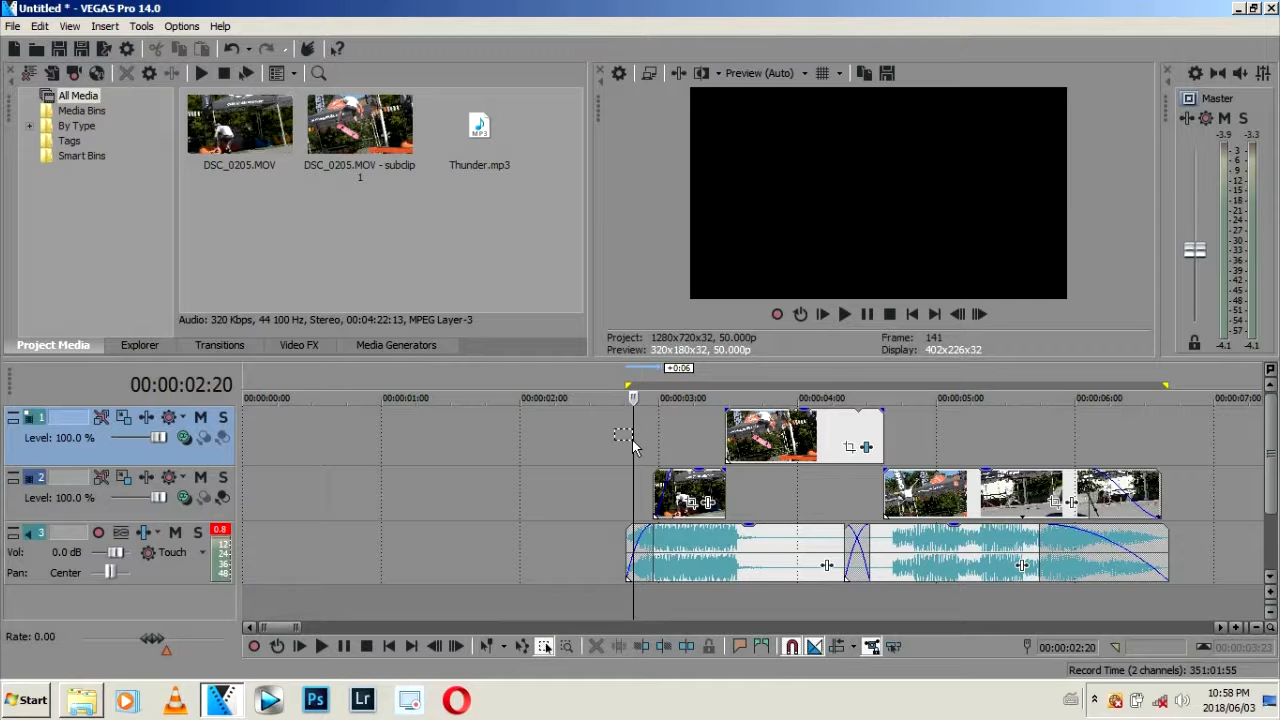 Untitled * - VEGAS Pro 14.0
File Edit View Insert Tools Options Help
All Media
Media Bins
By Type
Tags
Smart Bins
DSC_0205.MOV
DSC_0205.MOV - subclip
1
MP3
Thunder.mp3
Audio: 320 Kbps, 44 100 Hz, Stereo, 00:04:22:13, MPEG Layer-3
Project Media Explorer Transitions Video FX Media Generators
Preview (Auto)
Project: 1280x720x32, 50.000p
Preview: 320x180x32, 50.000p
Frame: 141
Display: 402x226x32
Master
M S
-3.9 -3.3
3
6
9
12
15
18
21
24
27
30
33
36
39
42
45
48
51
54
57
-4.1 -4.1
00:00:02:20
+0:06
00:00:00:00 00:00:01:00 00:00:02:00 00:00:03:00 00:00:04:00 00:00:05:00 00:00:06:00 00:00:07:00
1 M S
Level: 100.0 %
2 M S
Level: 100.0 %
3 M S 0.8
Vol: 0.0 dB Touch
Pan: Center
12
24
36
48
Rate: 0.00
00:00:02:20
00:00:03:23
Record Time (2 channels): 351:01:55
Start
Ps
Lr
10:58 PM
2018/06/03